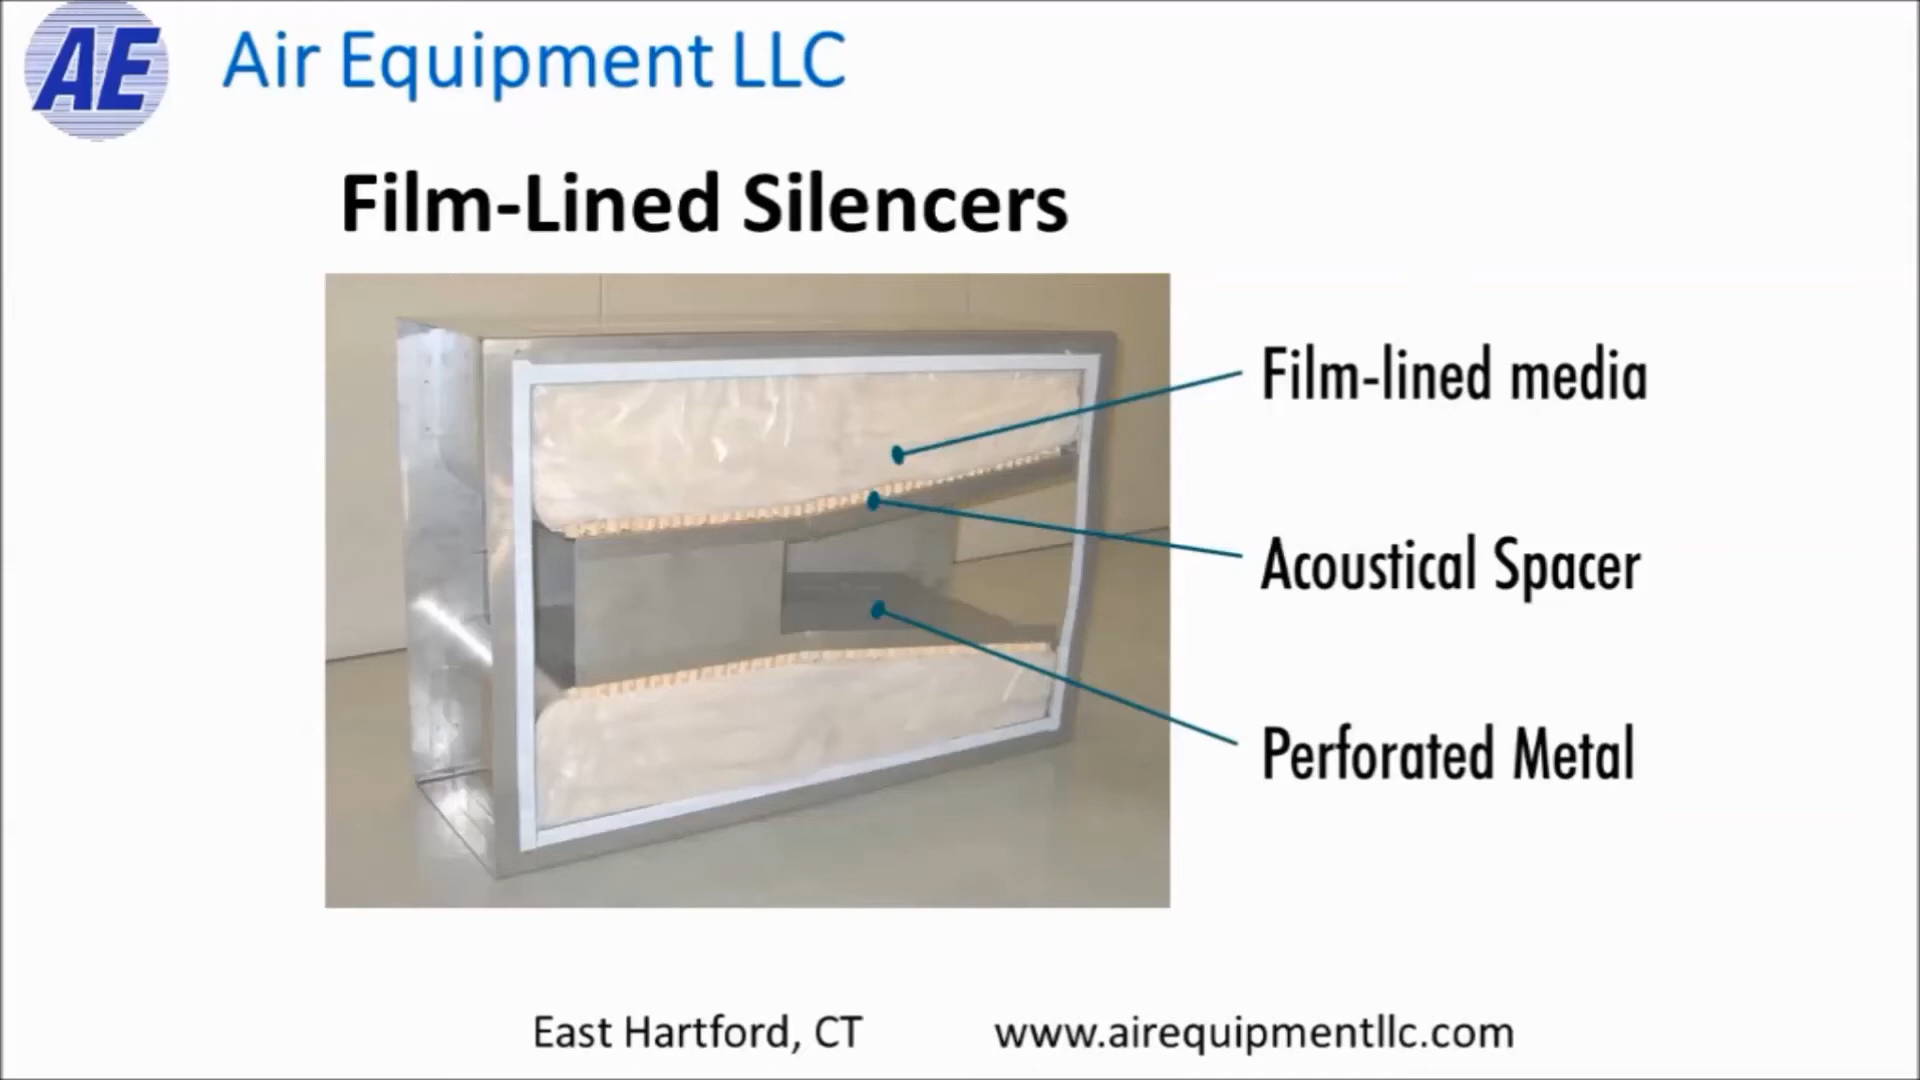 AE
Air Equipment LLC
Film-Lined Silencers
Film-lined media
Acoustical Spacer
Perforated Metal
East Hartford, CT
www.airequipmentllc.com